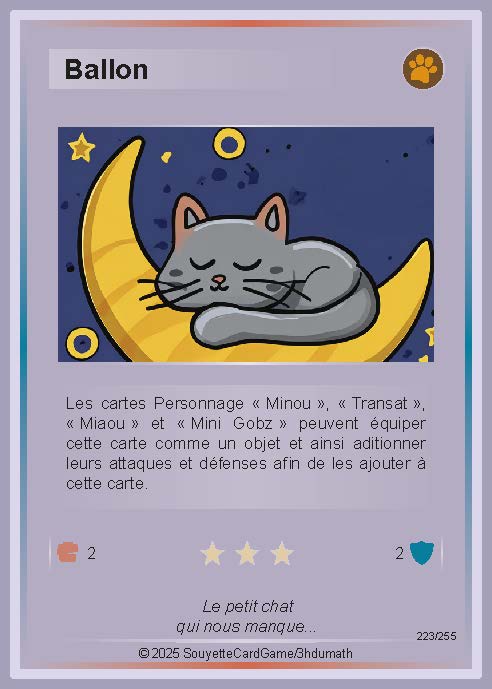 Ballon
Les cartes Personnage « Minou », « Transat »,
« Miaou » et « Mini Gobz » peuvent équiper
cette carte comme un objet et ainsi aditionner
leurs attaques et défenses afin de les ajouter à
cette carte.
2
2
Le petit chat
qui nous manque...
223/255
© 2025 SouyetteCardGame/3hdumath